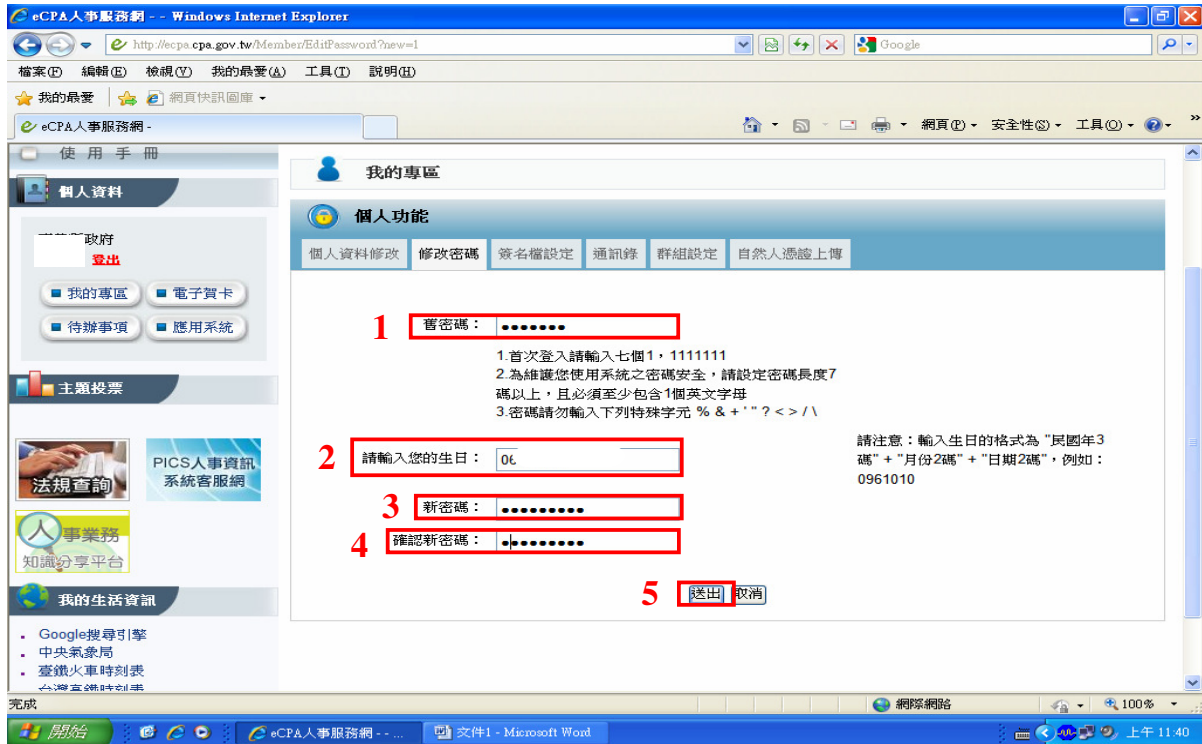 eCPA人事服務網 - - Windows Internet Explorer
http://ecpa.cpa.gov.tw/Member/EditPassword?new=1
Google
檔案(F) 編輯(E) 檢視(V) 我的最愛(A) 工具(T) 說明(H)
我的最愛 網頁快訊圖庫
eCPA人事服務網 -
網頁(P) 安全性(S) 工具(O) »
使用手冊
個人資料
政府
登出
我的專區 電子賀卡
待辦事項 應用系統
主題投票
法規查詢
PICS人事資訊
系統客服網
人事業務
知識分享平台
我的生活資訊
Google搜尋引擎
中央氣象局
臺鐵火車時刻表
台灣高鐵時刻表
我的專區
個人功能
個人資料修改 修改密碼 簽名檔設定 通訊錄 群組設定 自然人憑證上傳
1 舊密碼： •••••••
1.首次登入請輸入七個1，1111111
2.為維護您使用系統之密碼安全，請設定密碼長度7
碼以上，且必須至少包含1個英文字母
3.密碼請勿輸入下列特殊字元 % & + ' " ? < > / \
2 請輸入您的生日： 06
請注意：輸入生日的格式為 "民國年3
碼" + "月份2碼" + "日期2碼"，例如：
0961010
3 新密碼： •••••••••
4 確認新密碼： •••••••••
5 送出 取消
完成 網際網路 100%
開始 eCPA人事服務網 - - ... 文件1 - Microsoft Word 上午 11:40